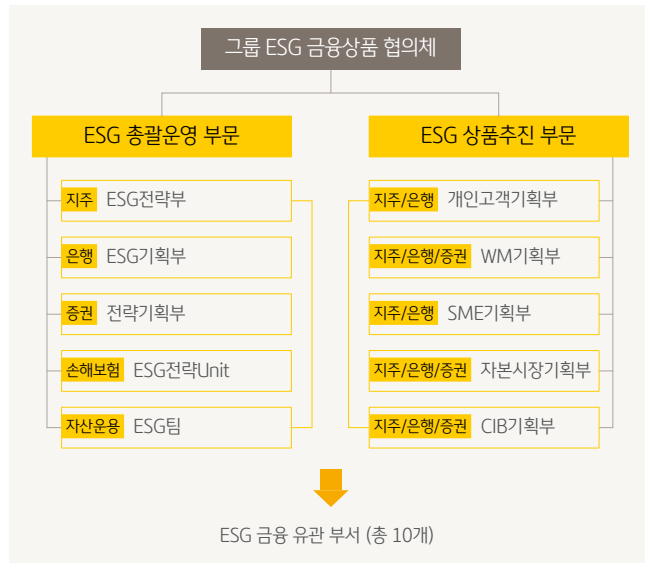 그룹 ESG 금융상품 협의체
ESG 총괄운영 부문
지주 ESG전략부
은행 ESG기획부
증권 전략기획부
손해보험 ESG전략Unit
자산운용 ESG팀
ESG 상품추진 부문
지주/은행 개인고객기획부
지주/은행/증권 WM기획부
지주/은행 SME기획부
지주/은행/증권 자본시장기획부
지주/은행/증권 CIB기획부
ESG 금융 유관 부서 (총 10개)